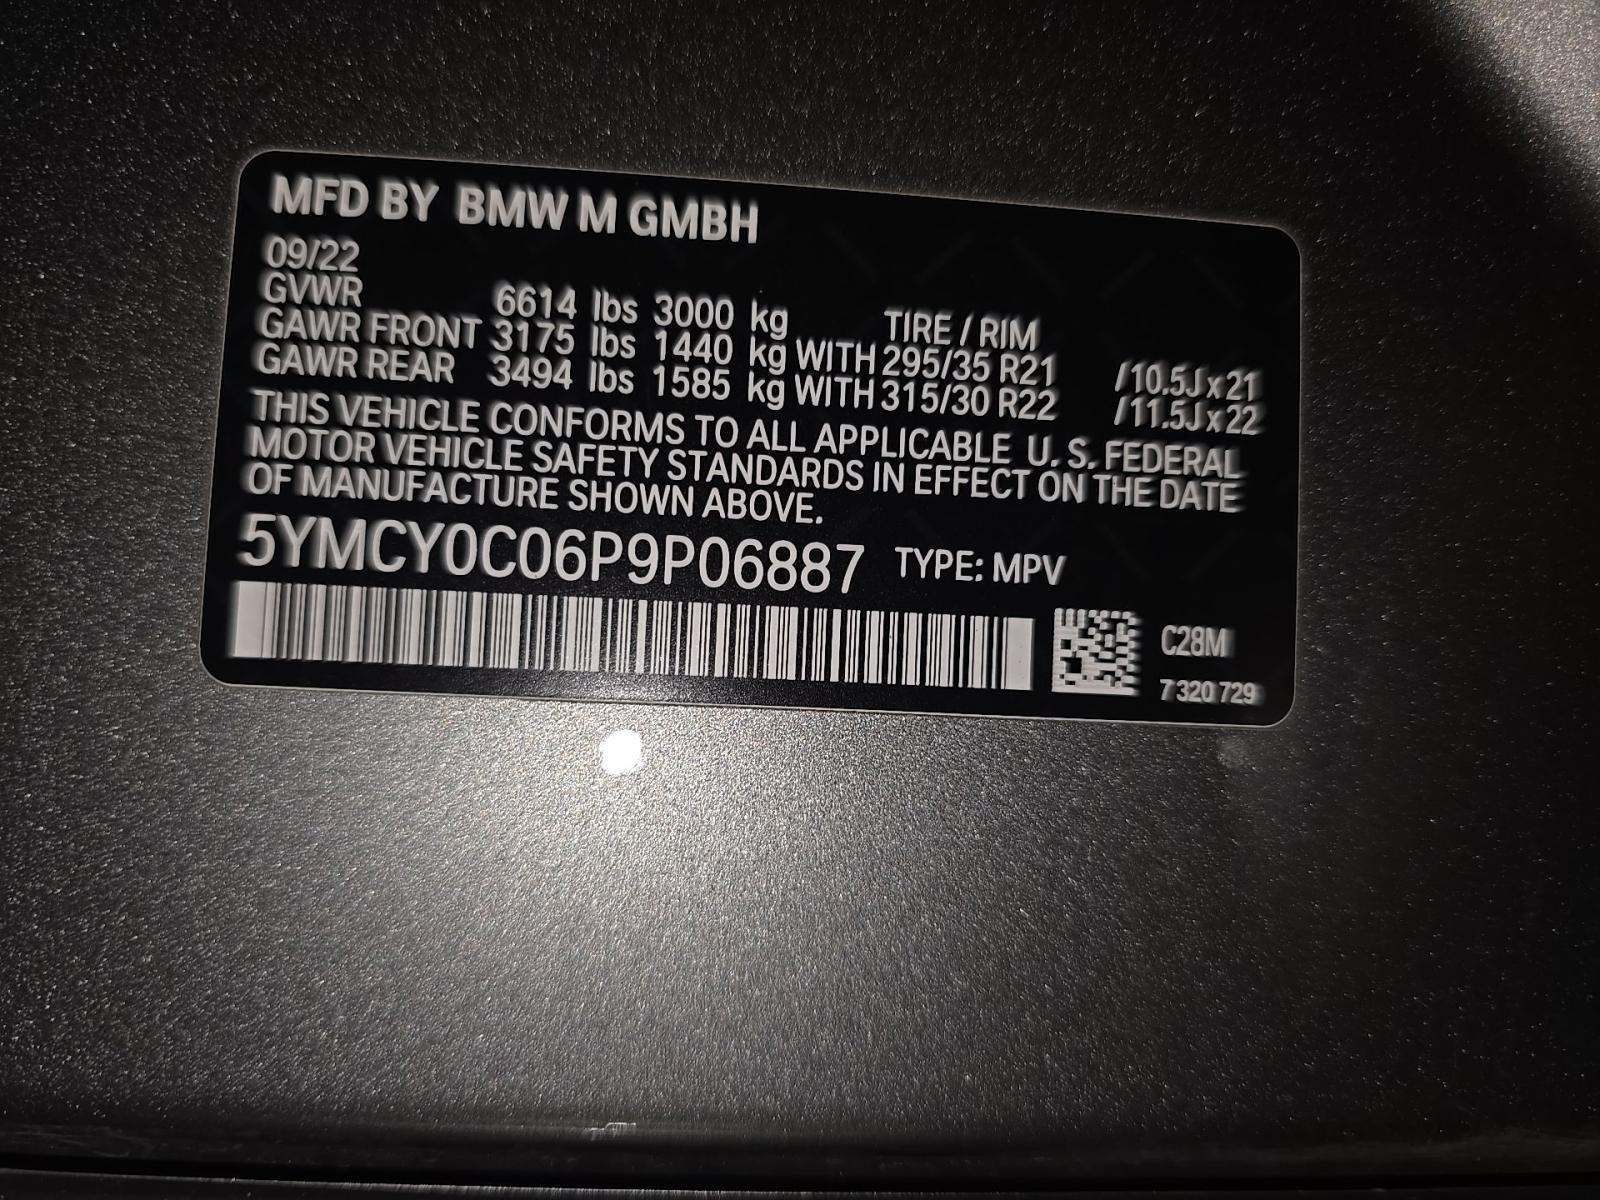 MFD BY BMW M GMBH
09/22
GVWR 6614 lbs 3000 kg TIRE / RIM
GAWR FRONT 3175 lbs 1440 kg WITH 295/35 R21 / 10.5J x 21
GAWR REAR 3494 lbs 1585 kg WITH 315/30 R22 / 11.5J x 22
THIS VEHICLE CONFORMS TO ALL APPLICABLE U. S. FEDERAL
MOTOR VEHICLE SAFETY STANDARDS IN EFFECT ON THE DATE
OF MANUFACTURE SHOWN ABOVE.
5YMCY0C06P9P06887 TYPE: MPV
C28M
7 320 729